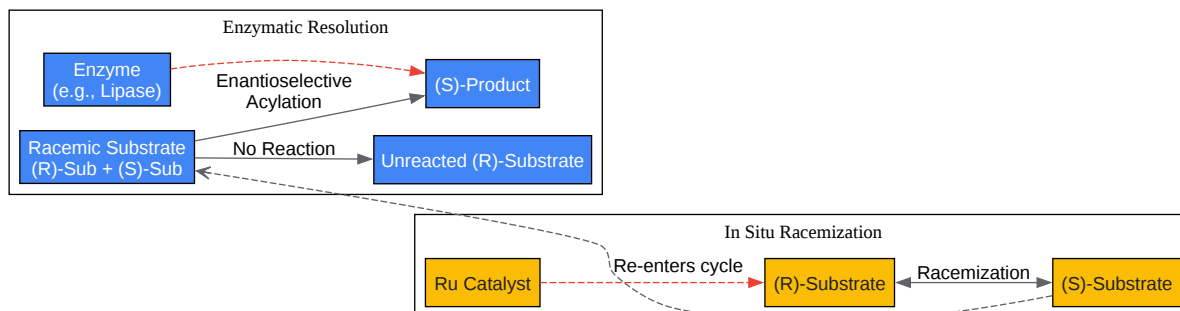 Enzymatic Resolution
Enzyme
(e.g., Lipase)
Enantioselective
Acylation
(S)-Product
Racemic Substrate
(R)-Sub + (S)-Sub
No Reaction
Unreacted (R)-Substrate
In Situ Racemization
Ru Catalyst
Re-enters cycle
(R)-Substrate
Racemization
(S)-Substrate